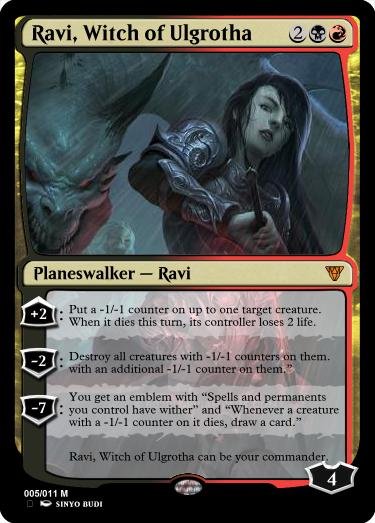 Ravi, Witch of Ulgrotha 2
Planeswalker — Ravi
+2: Put a -1/-1 counter on up to one target creature.
When it dies this turn, its controller loses 2 life.
-2: Destroy all creatures with -1/-1 counters on them.
with an additional -1/-1 counter on them.”
-7: You get an emblem with “Spells and permanents
you control have wither” and “Whenever a creature
with a -1/-1 counter on it dies, draw a card.”
Ravi, Witch of Ulgrotha can be your commander.
4
005/011 M
SINYO BUDI